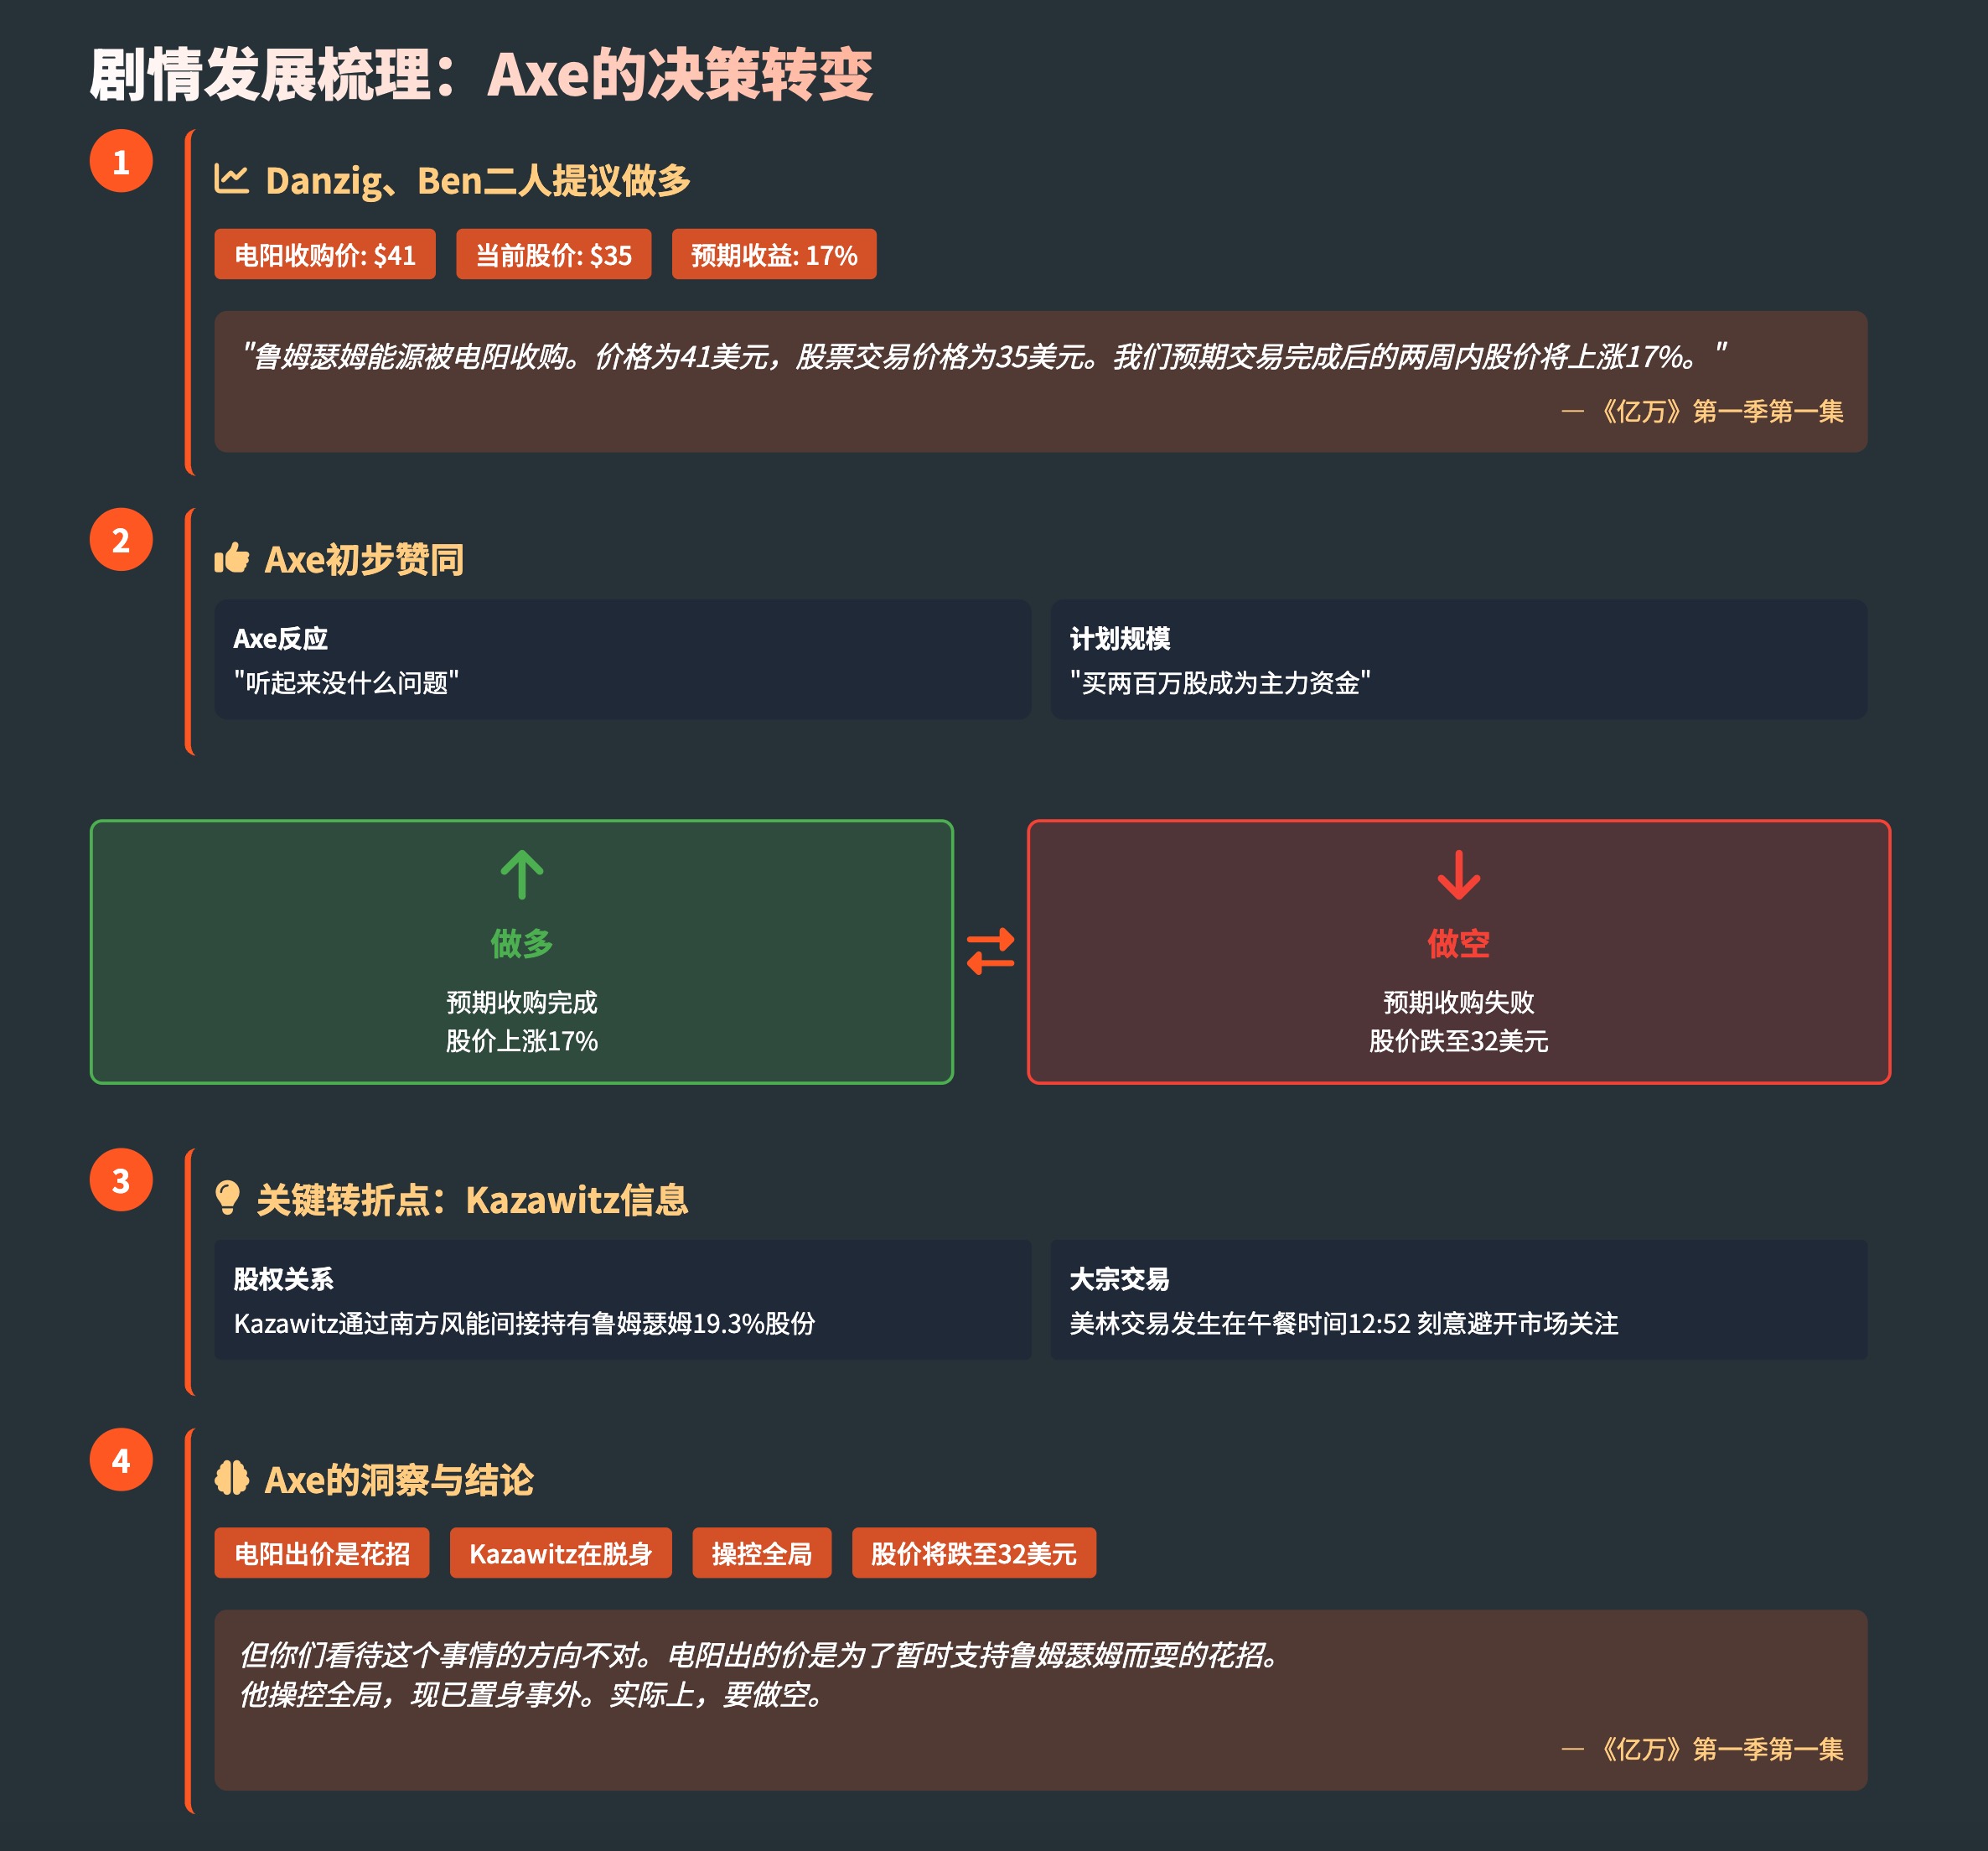 剧情发展梳理：Axe的决策转变
1
Danzig、Ben二人提议做多
电阳收购价: $41
当前股价: $35
预期收益: 17%
"鲁姆瑟姆能源被电阳收购。价格为41美元，股票交易价格为35美元。我们预期交易完成后的两周内股价将上涨17%。"
— 《亿万》第一季第一集
2
Axe初步赞同
Axe反应
"听起来没什么问题"
计划规模
"买两百万股成为主力资金"
做多
预期收购完成
股价上涨17%
做空
预期收购失败
股价跌至32美元
3
关键转折点：Kazawitz信息
股权关系
Kazawitz通过南方风能间接持有鲁姆瑟姆19.3%股份
大宗交易
美林交易发生在午餐时间12:52 刻意避开市场关注
4
Axe的洞察与结论
电阳出价是花招
Kazawitz在脱身
操控全局
股价将跌至32美元
但你们看待这个事情的方向不对。电阳出的价是为了暂时支持鲁姆瑟姆而耍的花招。
他操控全局，现已置身事外。实际上，要做空。
— 《亿万》第一季第一集